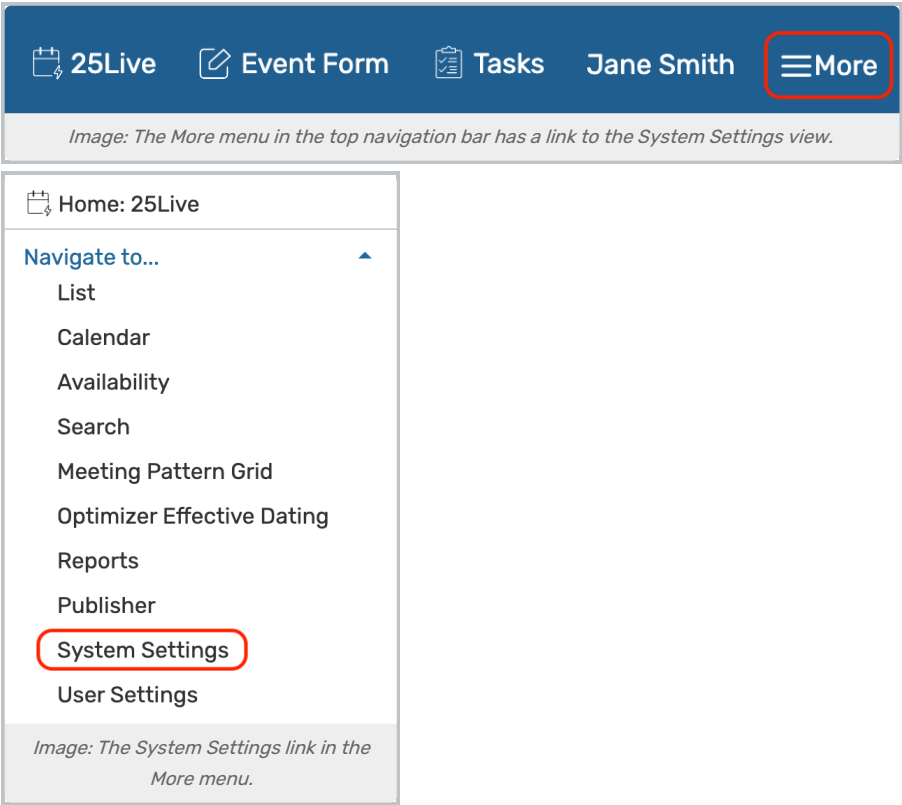 25Live Event Form Tasks Jane Smith More
Image: The More menu in the top navigation bar has a link to the System Settings view.
Home: 25Live
Navigate to...
List
Calendar
Availability
Search
Meeting Pattern Grid
Optimizer Effective Dating
Reports
Publisher
System Settings
User Settings
Image: The System Settings link in the
More menu.